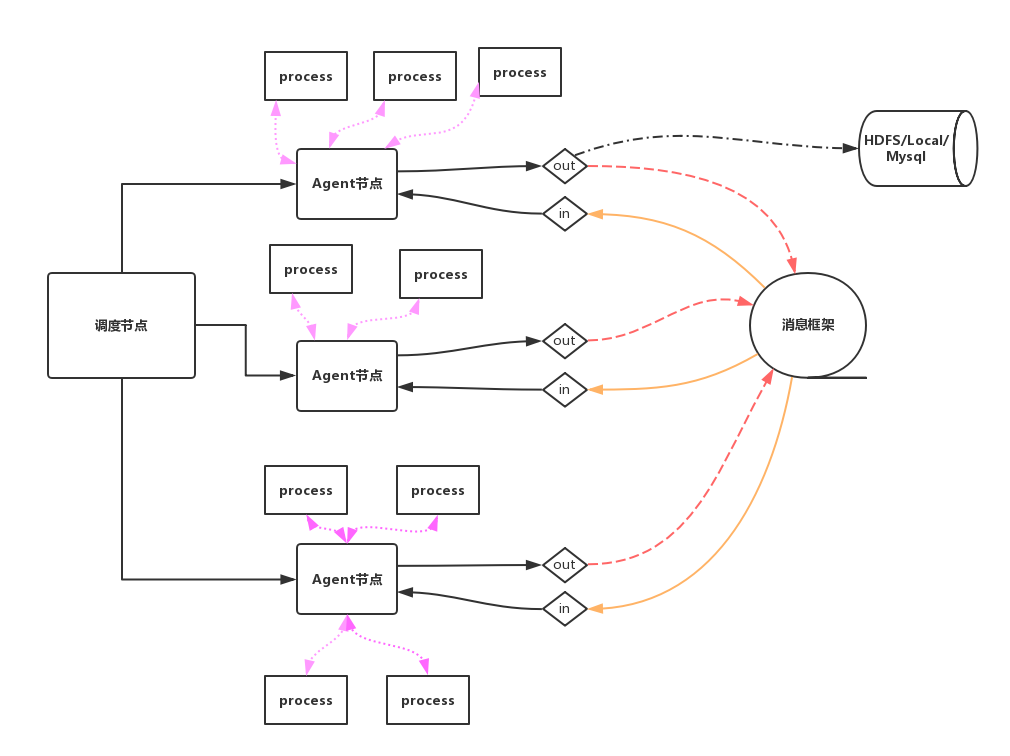 process
process
process
Agent节点
out
in
HDFS/Local/
Mysql
process
process
调度节点
Agent节点
out
in
消息框架
process
process
Agent节点
out
in
process
process